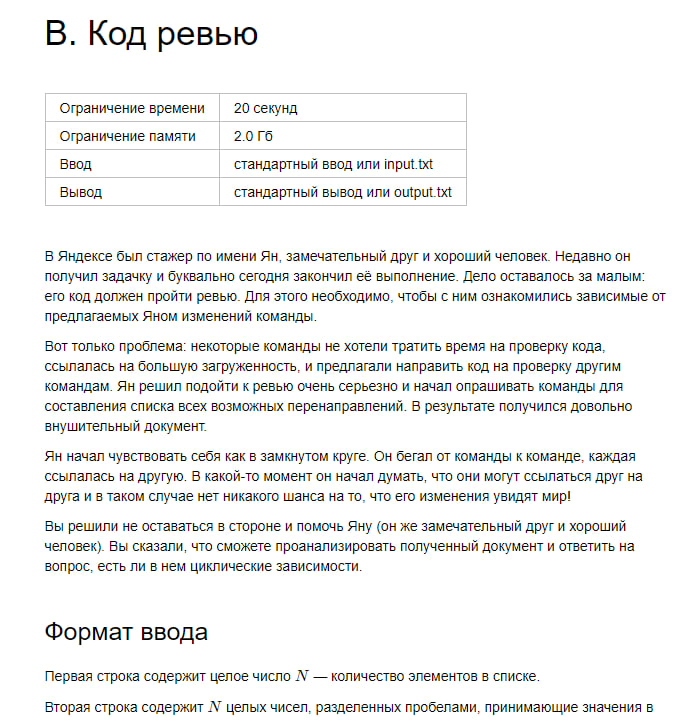 В. Код ревью
Ограничение времени 20 секунд
Ограничение памяти 2.0 Гб
Ввод стандартный ввод или input.txt
Вывод стандартный вывод или output.txt
В Яндексе был стажер по имени Ян, замечательный друг и хороший человек. Недавно он
получил задачку и буквально сегодня закончил её выполнение. Дело оставалось за малым:
его код должен пройти ревью. Для этого необходимо, чтобы с ним ознакомились зависимые от
предлагаемых Яном изменений команды.
Вот только проблема: некоторые команды не хотели тратить время на проверку кода,
ссылалась на большую загруженность, и предлагали направить код на проверку другим
командам. Ян решил подойти к ревью очень серьезно и начал опрашивать команды для
составления списка всех возможных перенаправлений. В результате получился довольно
внушительный документ.
Ян начал чувствовать себя как в замкнутом круге. Он бегал от команды к команде, каждая
ссылалась на другую. В какой-то момент он начал думать, что они могут ссылаться друг на
друга и в таком случае нет никакого шанса на то, что его изменения увидят мир!
Вы решили не оставаться в стороне и помочь Яну (он же замечательный друг и хороший
человек). Вы сказали, что сможете проанализировать полученный документ и ответить на
вопрос, есть ли в нем циклические зависимости.
Формат ввода
Первая строка содержит целое число N — количество элементов в списке.
Вторая строка содержит N целых чисел, разделенных пробелами, принимающие значения в